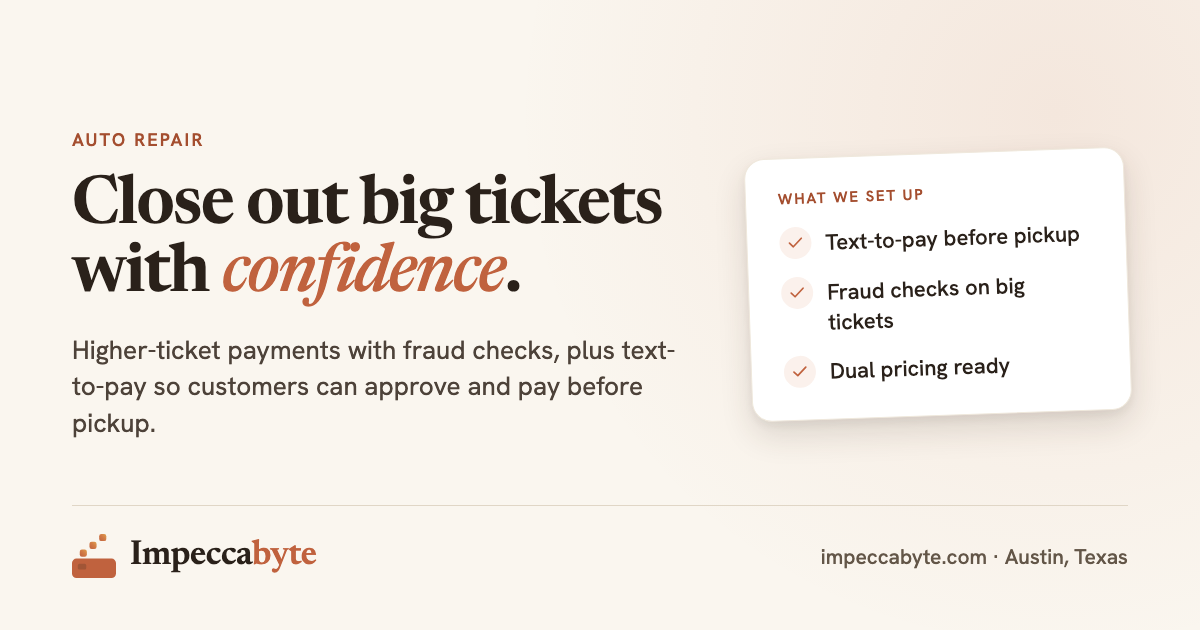 AUTO REPAIR
Close out big tickets
with confidence.
Higher-ticket payments with fraud checks, plus text-
to-pay so customers can approve and pay before
pickup.
WHAT WE SET UP
Text-to-pay before pickup
Fraud checks on big
tickets
Dual pricing ready
Impeccabyte
impeccabyte.com · Austin, Texas